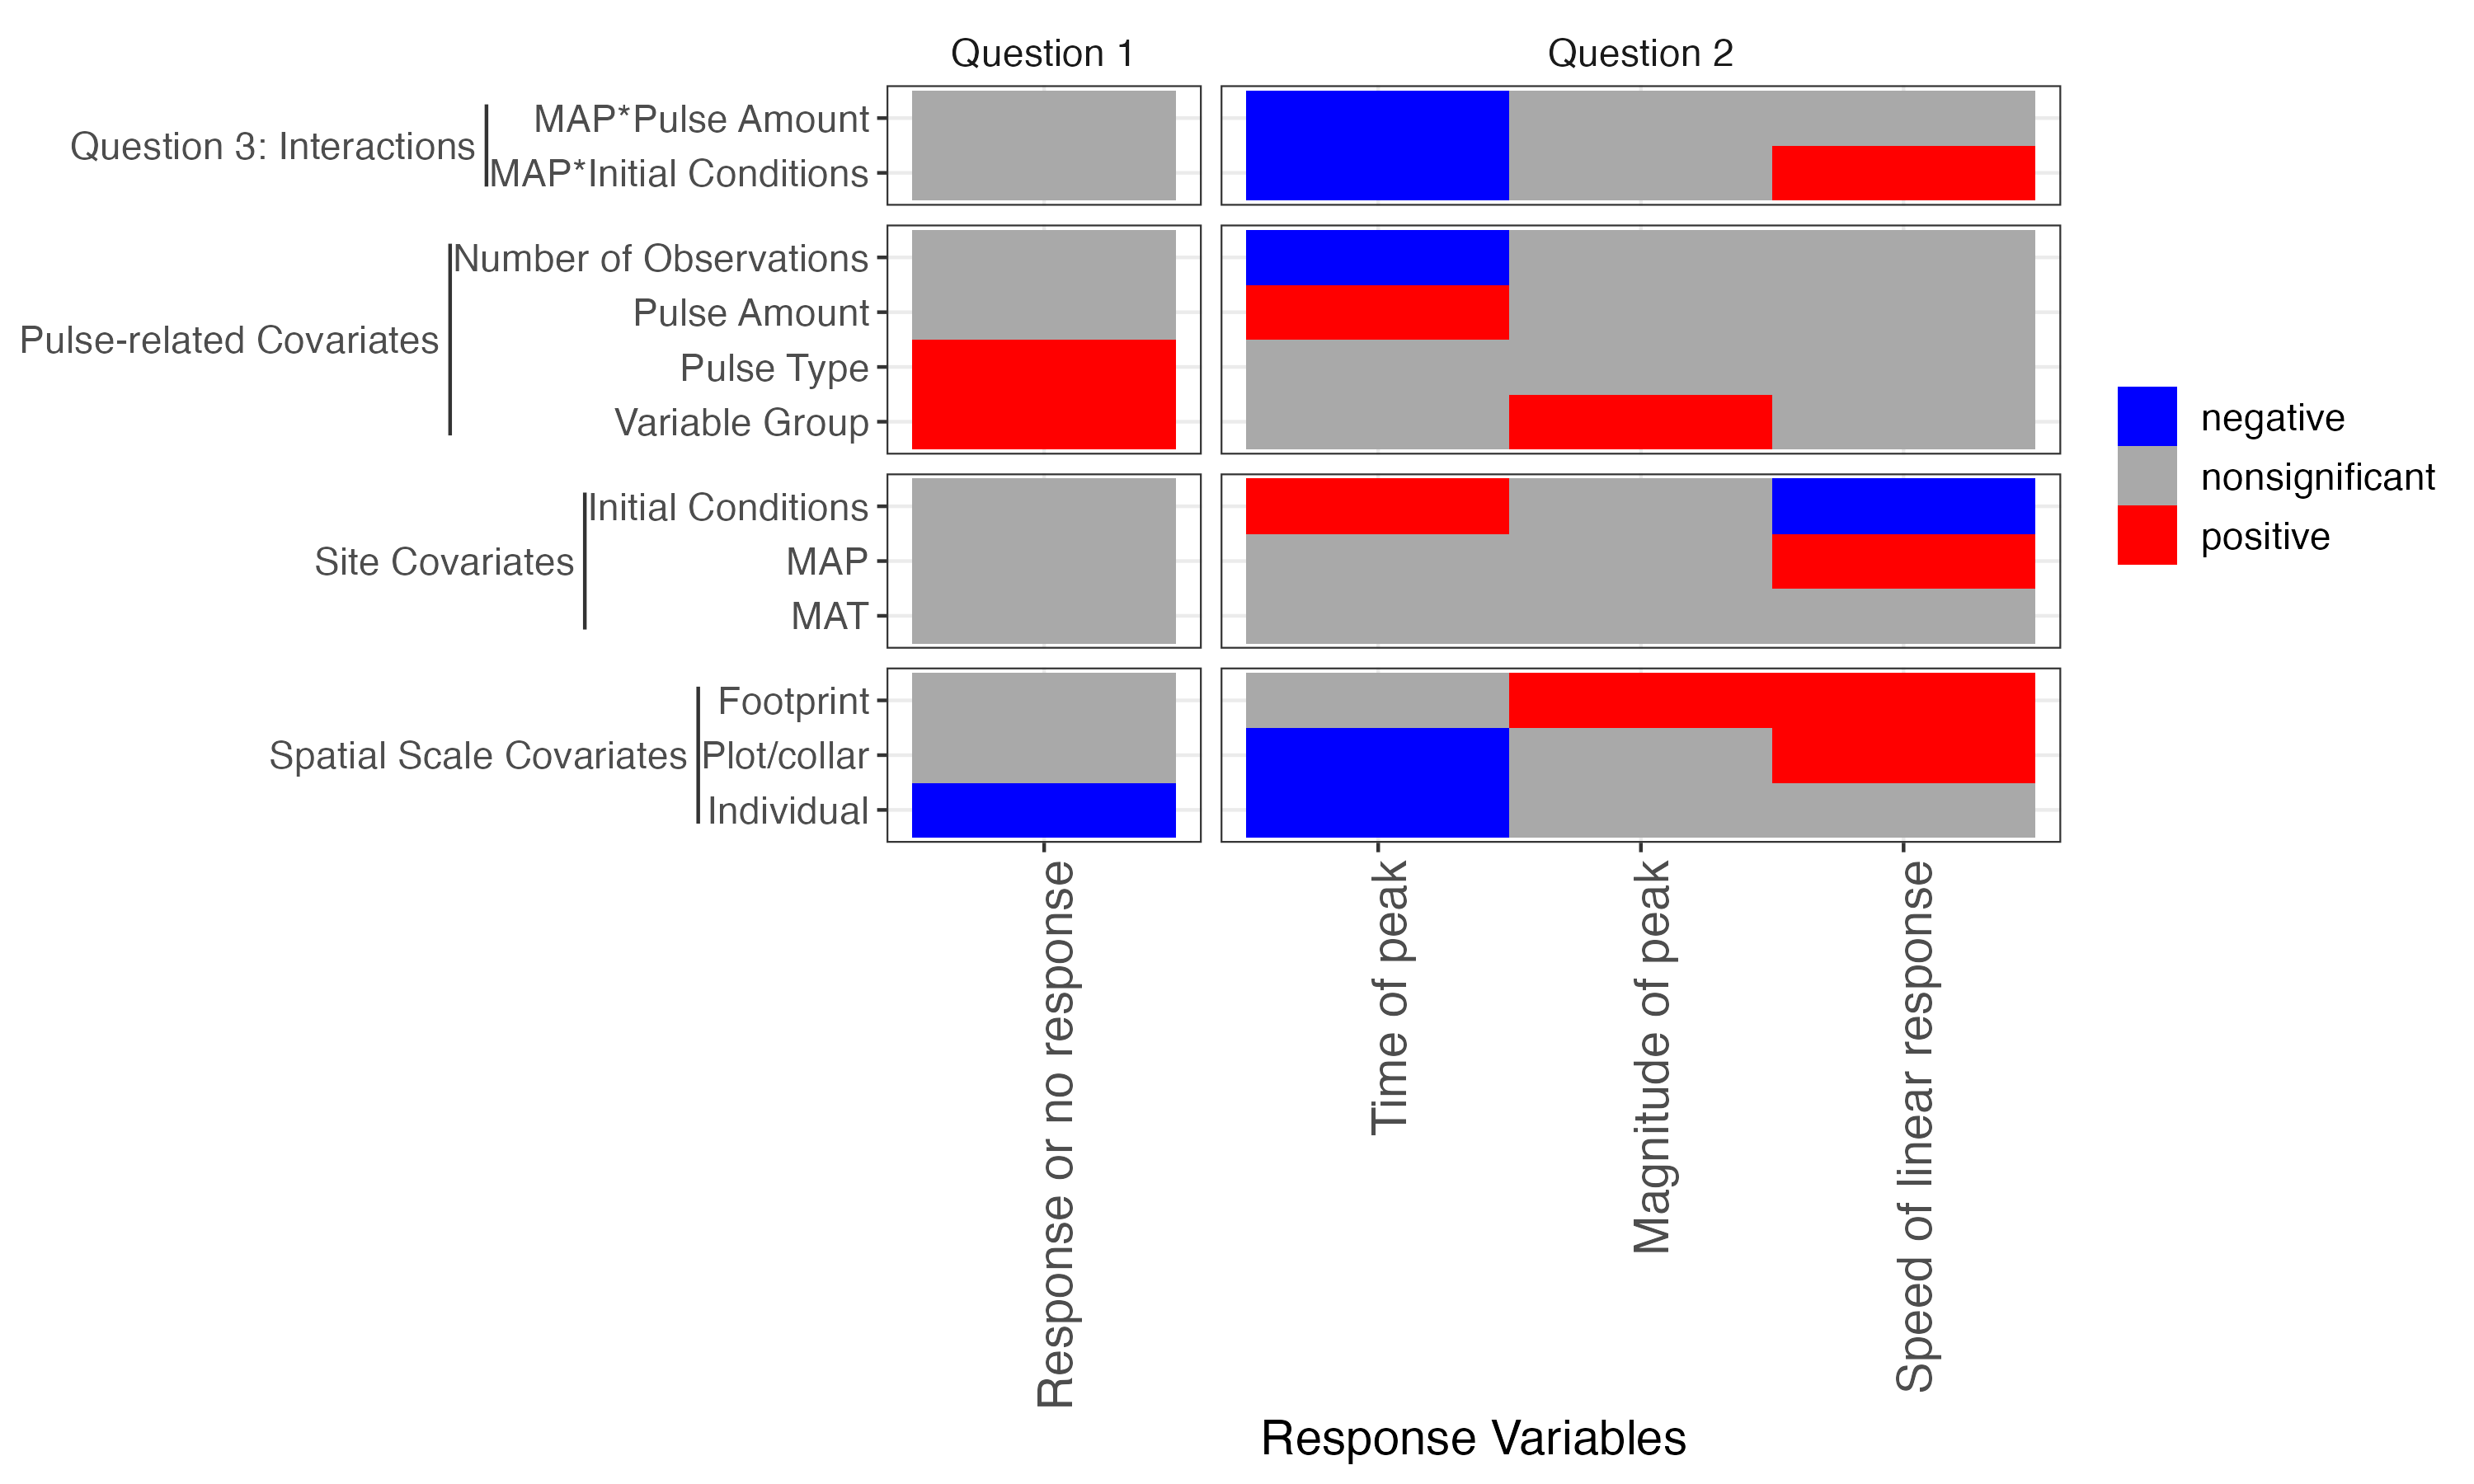 Question 1
Question 2
Question 3: Interactions
MAP*Pulse Amount
MAP*Initial Conditions
Pulse-related Covariates
Number of Observations
Pulse Amount
Pulse Type
Variable Group
Site Covariates
Initial Conditions
MAP
MAT
Spatial Scale Covariates
Footprint
Plot/collar
Individual
negative
nonsignificant
positive
Response or no response
Time of peak
Magnitude of peak
Speed of linear response
Response Variables